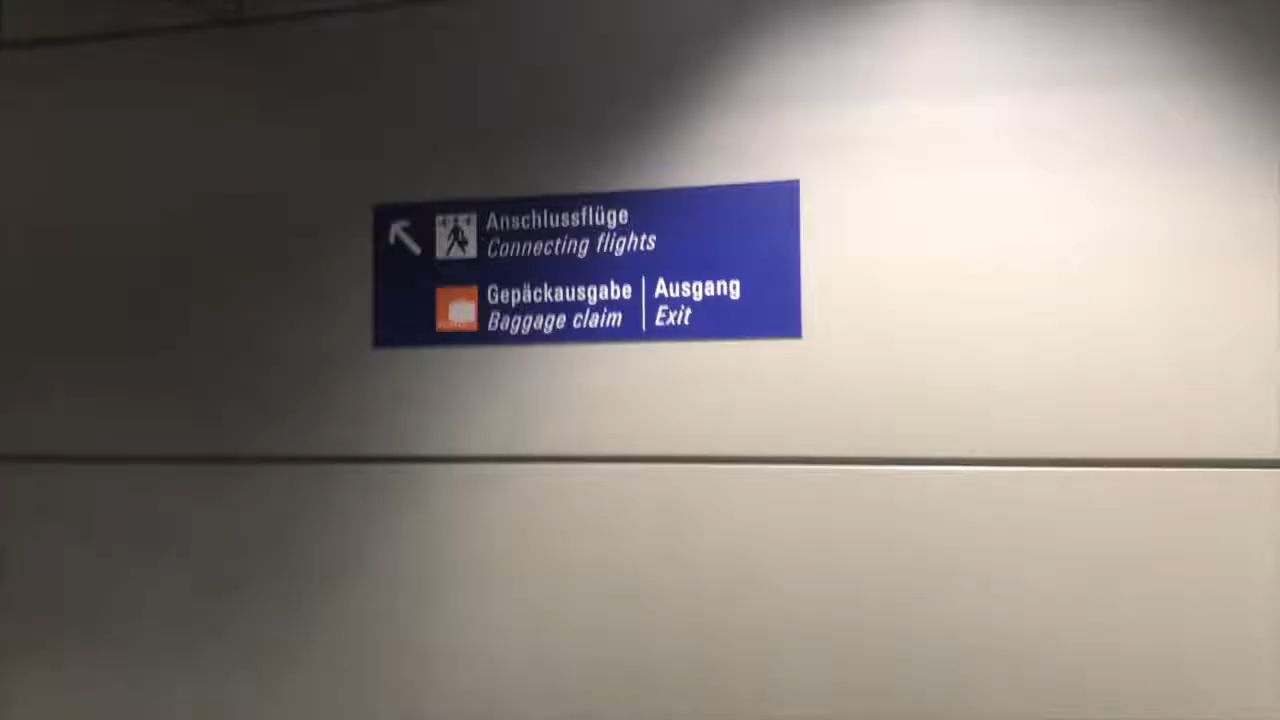 Anschlussflüge
Connecting flights
Gepäckausgabe | Ausgang
Baggage claim | Exit